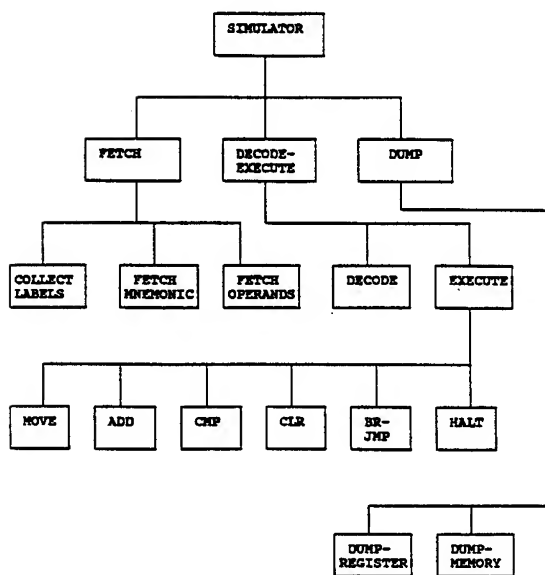 SIMULATOR
FETCH
DECODE-
EXECUTE
DUMP
COLLECT
LABELS
FETCH
MNEMONIC
FETCH
OPERANDS
DECODE
EXECUTE
MOVE
ADD
CMP
CLR
BR-
JMP
HALT
DUMP-
REGISTER
DUMP-
MEMORY